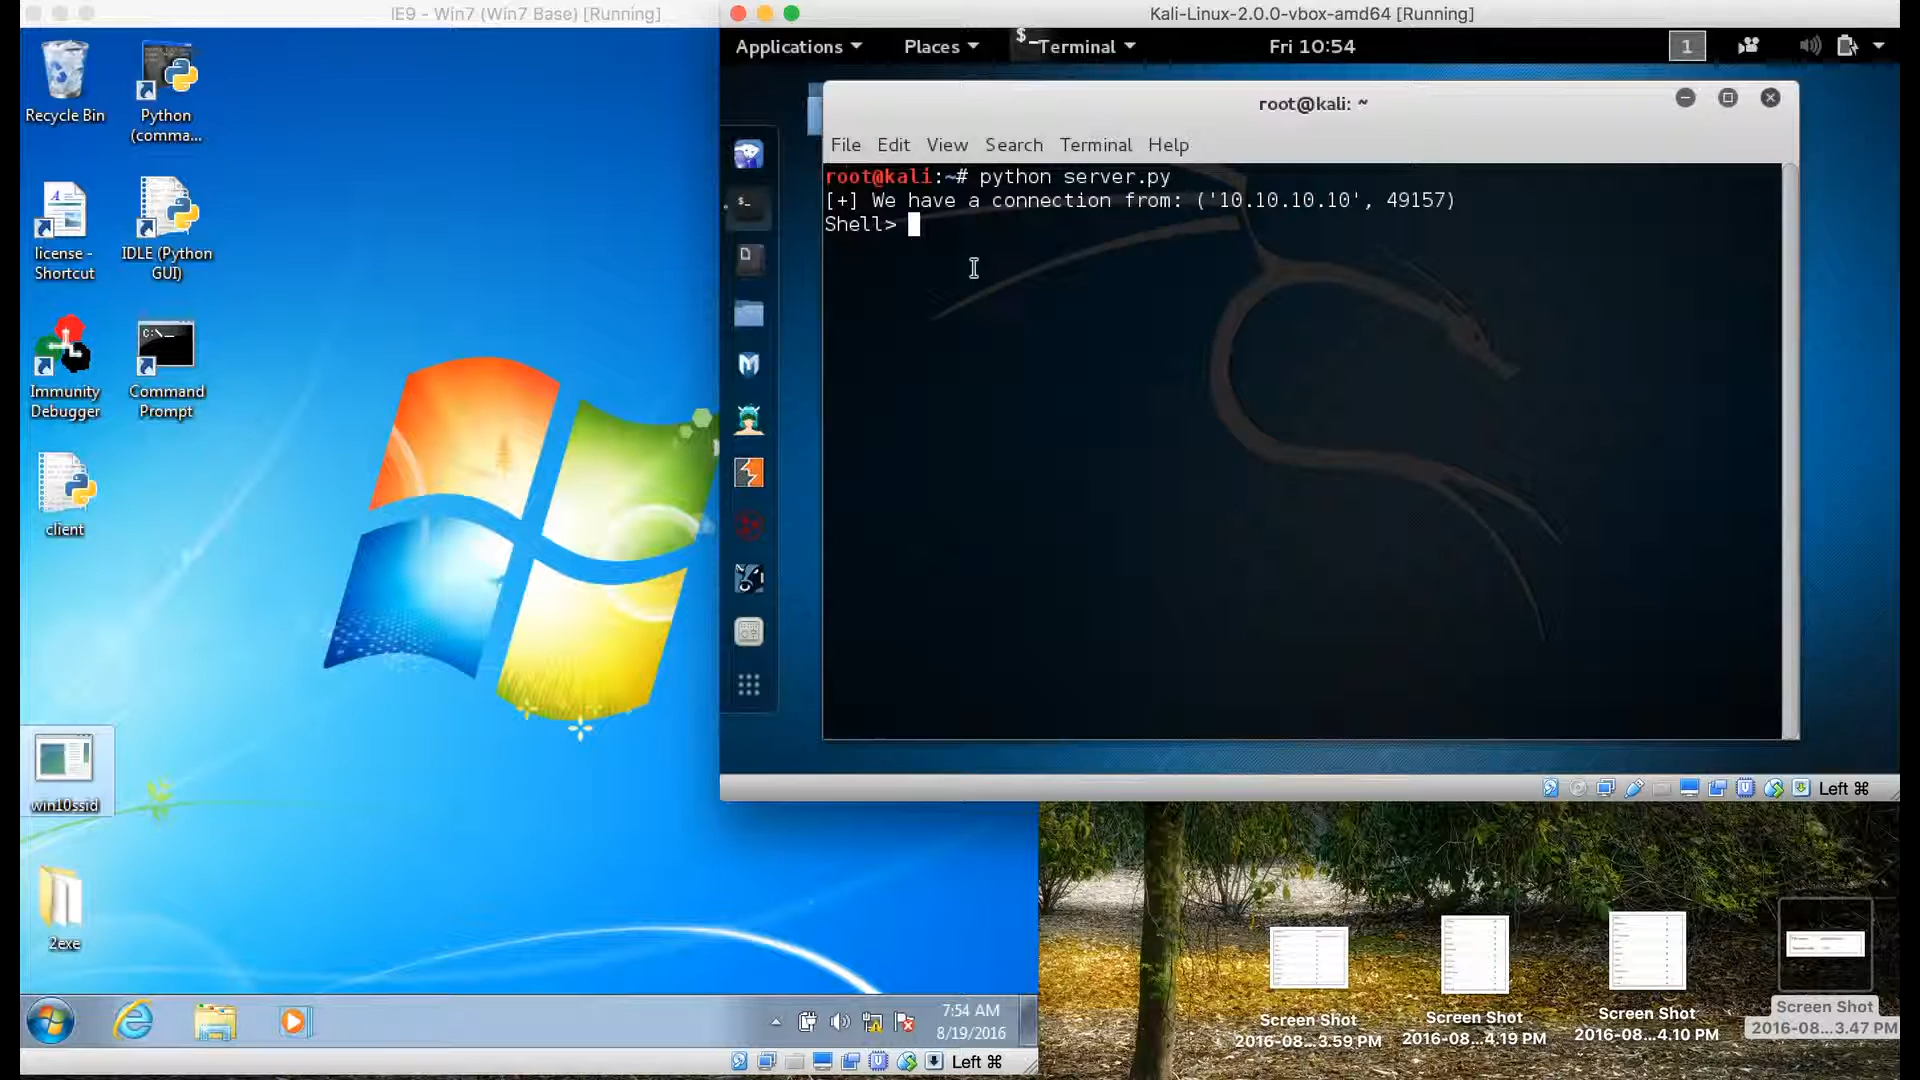 IE9 - Win7 (Win7 Base) [Running]
Kali-Linux-2.0.0-vbox-amd64 [Running]
Applications
Places
Terminal
Fri 10:54
1
root@kali: ~
File Edit View Search Terminal Help
root@kali:~# python server.py
[+] We have a connection from: ('10.10.10.10', 49157)
Shell>
Recycle Bin
Python
(comma...
license -
Shortcut
IDLE (Python
GUI)
Immunity
Debugger
Command
Prompt
client
win10ssid
2exe
Left ⌘
7:54 AM
8/19/2016
Left ⌘
Screen Shot
2016-08...3.59 PM
Screen Shot
2016-08...4.19 PM
Screen Shot
2016-08...4.10 PM
Screen Shot
2016-08...3.47 PM